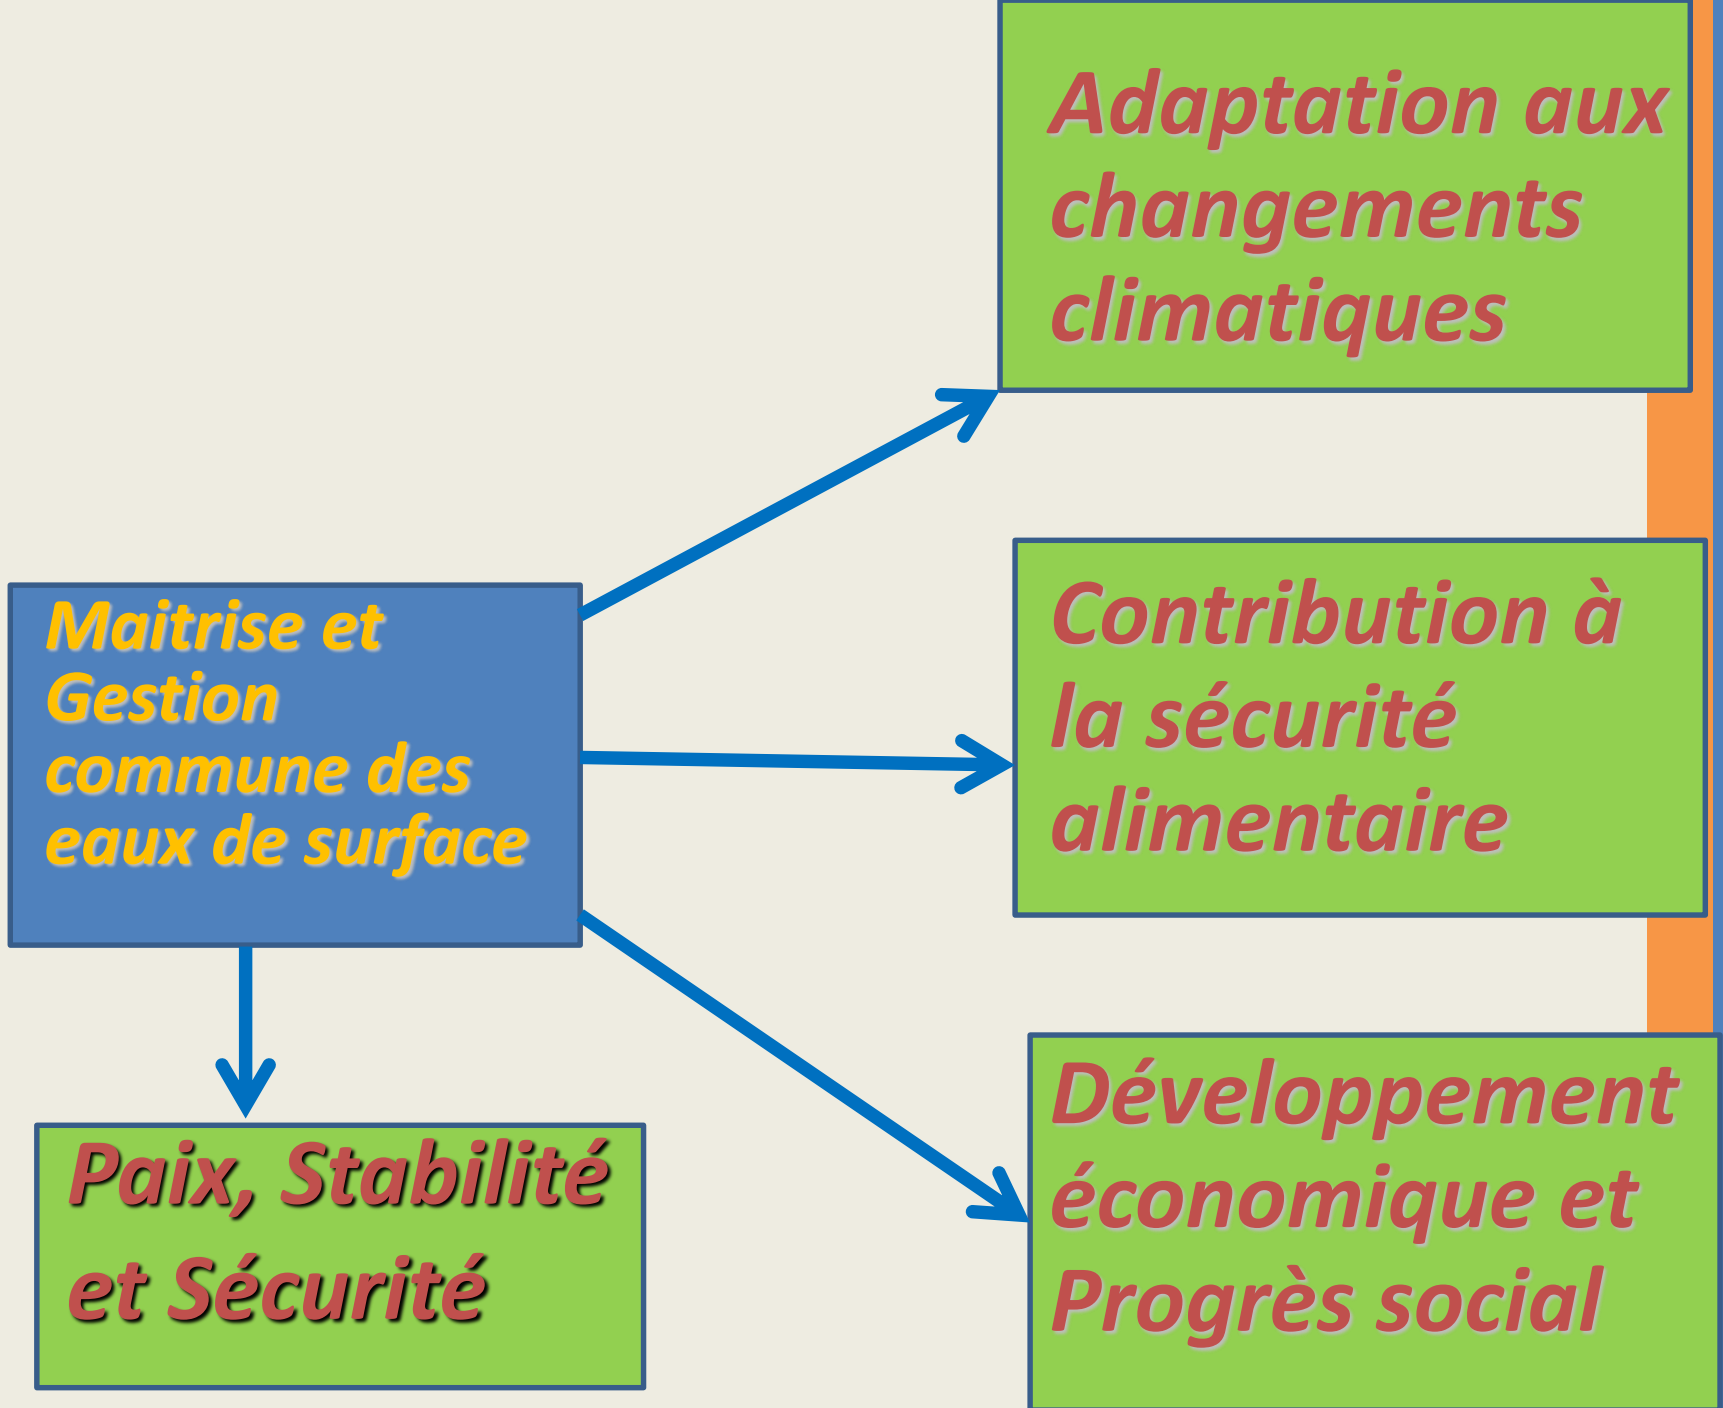 Adaptation aux
changements
climatiques
Maitrise et
Gestion
commune des
eaux de surface
Contribution à
la sécurité
alimentaire
Paix, Stabilité
et Sécurité
Développement
économique et
Progrès social